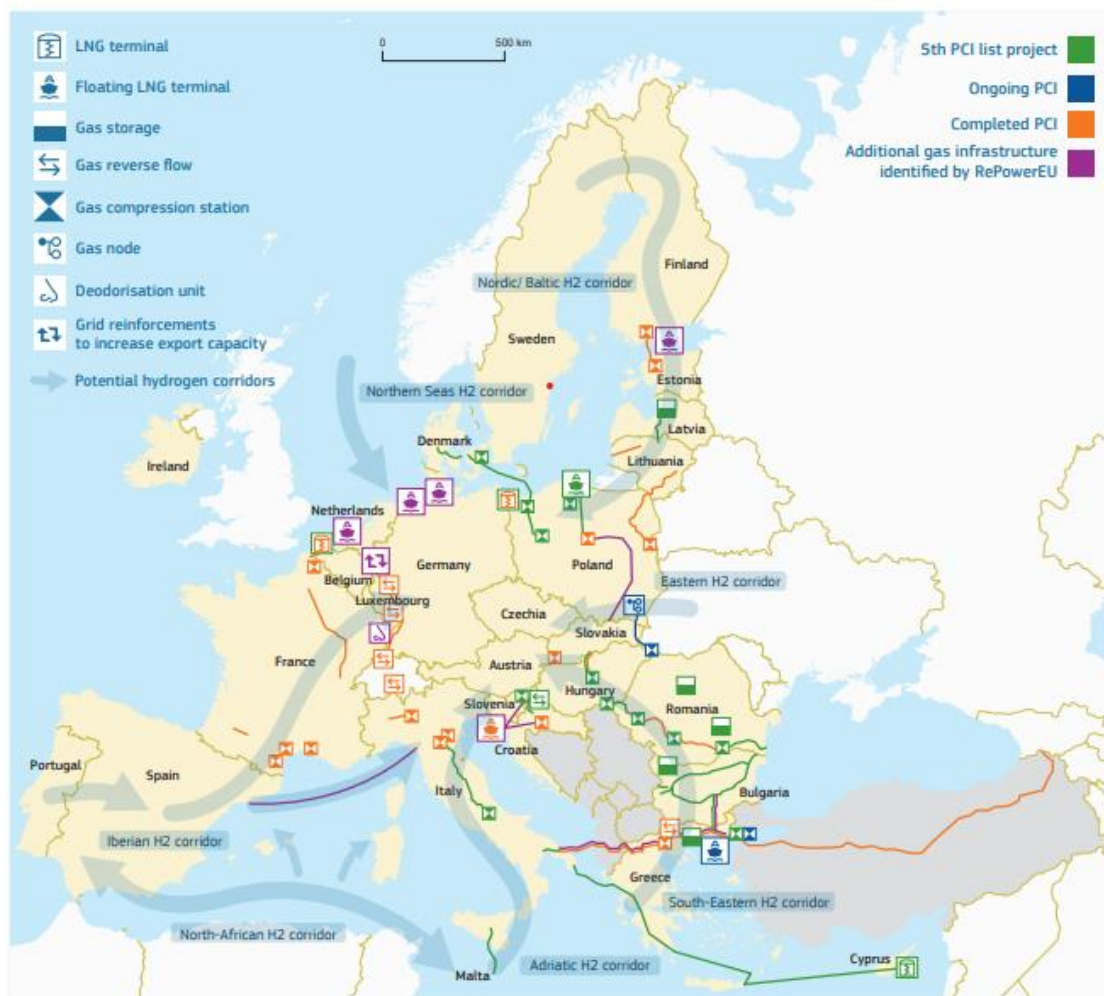 LNG terminal
Floating LNG terminal
Gas storage
Gas reverse flow
Gas compression station
Gas node
Deodorisation unit
Grid reinforcements
to increase export capacity
Potential hydrogen corridors
0 500 km
5th PCI list project
Ongoing PCI
Completed PCI
Additional gas infrastructure
identified by RePowerEU
Finland
Nordic/ Baltic H2 corridor
Sweden
Estonia
Northern Seas H2 corridor
Latvia
Denmark
Lithuania
Ireland
Netherlands
Germany
Poland
Belgium
Eastern H2 corridor
Luxembourg
Czechia
Slovakia
France
Austria
Hungary
Slovenia
Romania
Croatia
Portugal
Spain
Italy
Bulgaria
Iberian H2 corridor
Greece
South-Eastern H2 corridor
North-African H2 corridor
Adriatic H2 corridor
Malta
Cyprus